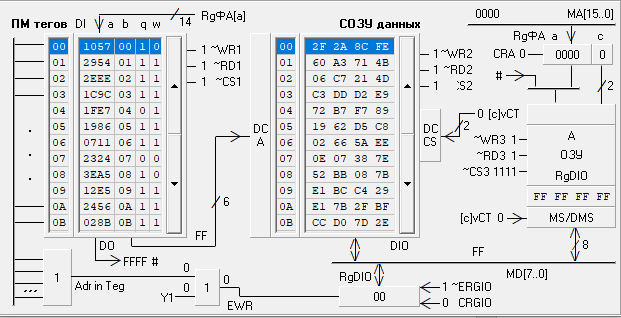 ПМ тегов DI a b q w RgФА[a] 14 СОЗУ данных 0000 MA[15..0]
RgФА a c
00 1057 00 1 0 1 ~WR1 00 2F 2A 8C FE 1 ~WR2 CRA 0 0000 0
01 2954 01 1 1 1 ~RD1 01 60 A3 71 4B 1 ~RD2
02 2EEE 02 1 1 1 ~CS1 02 06 C7 21 4D 1 CS2 # 2
03 1C9C 03 1 1 03 C3 DD D2 E9
04 1FE7 04 0 1 04 72 B7 F7 89 0 [c]vCT
05 1986 05 1 1 DC A 05 19 62 D5 C8 DC CS 2 ~WR3 1 A
06 0711 06 1 1 06 02 66 5A EE ~RD3 1 ОЗУ
07 2324 07 0 0 07 0E 07 38 7E ~CS3 1111 RgDIO
08 3EA5 08 1 0 08 52 BB 08 7B
09 12E5 09 1 1 6 09 E1 BC C4 29 FF FF FF FF
0A 2456 0A 1 1 0A E1 7B 2F BF [c]vCT 0 MS/DMS
0B 028B 0B 1 1 FF 0B CC D0 7D 2E
DO DIO FF 8
FFFF #
1 Adr in Teg 0 0 RgDIO MD[7..0]
Y1 1 00 1 ~ERGIO
... EWR 0 CRGIO